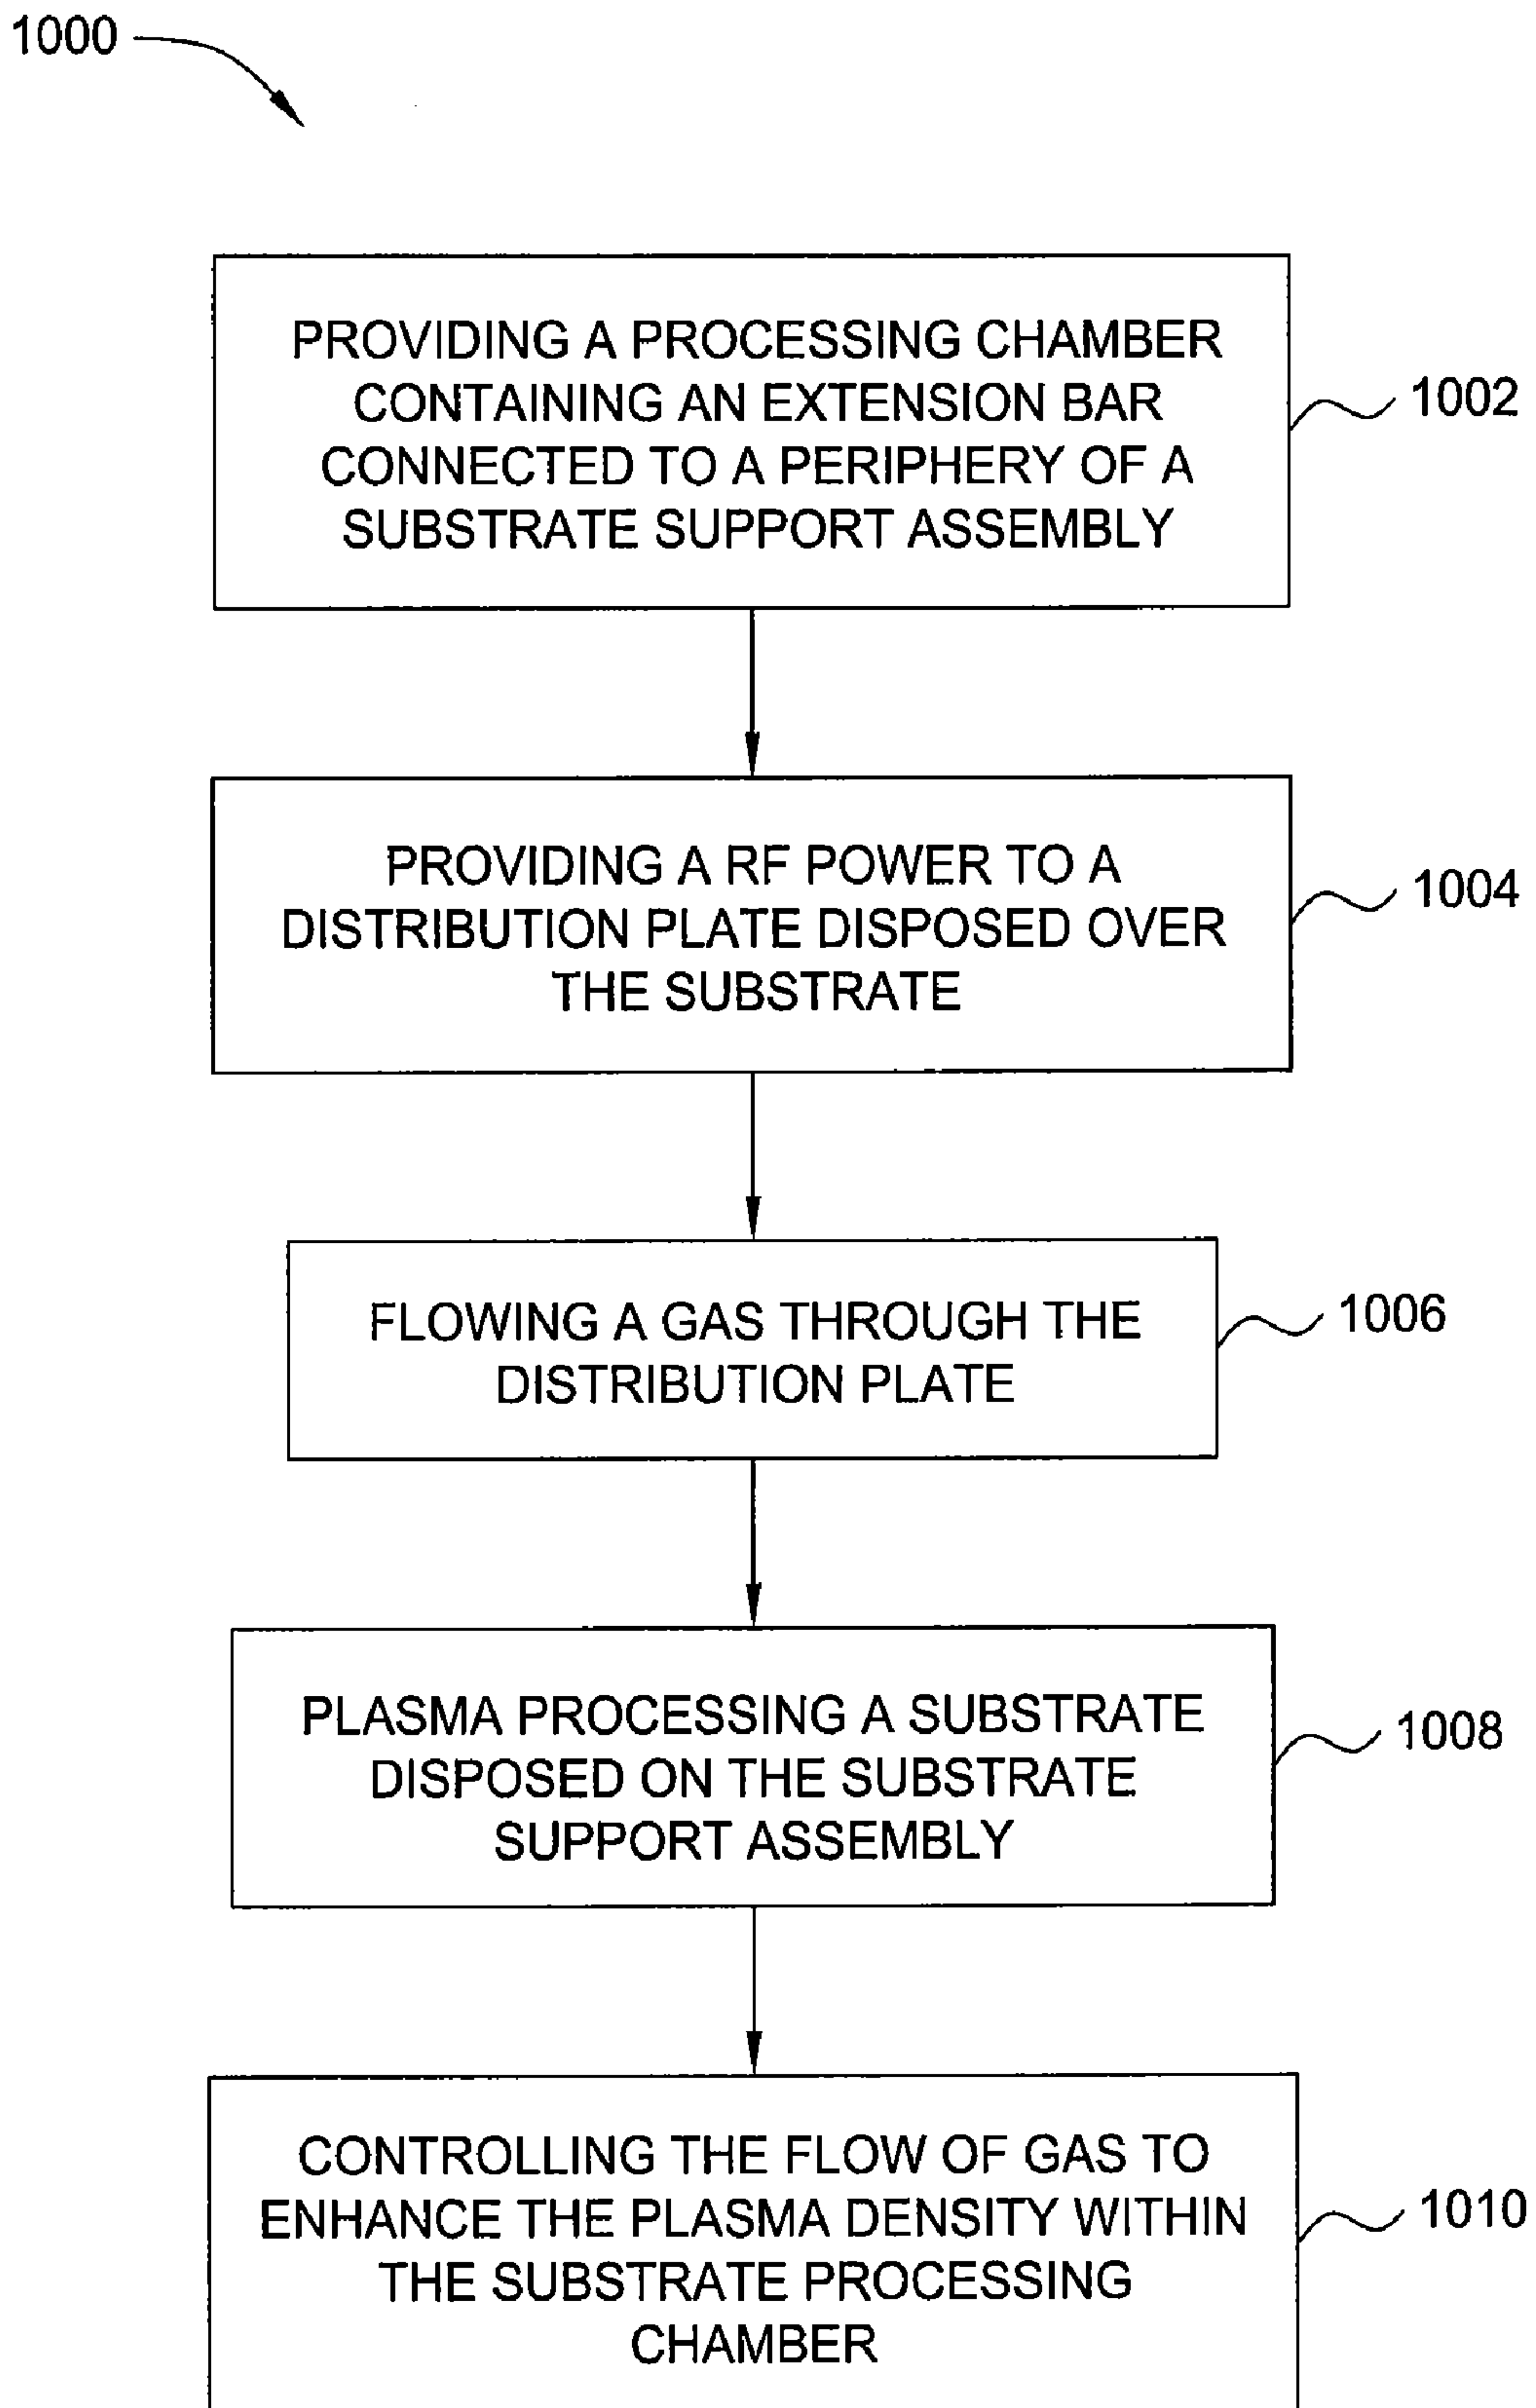 1000
PROVIDING A PROCESSING CHAMBER
CONTAINING AN EXTENSION BAR
CONNECTED TO A PERIPHERY OF A
SUBSTRATE SUPPORT ASSEMBLY
1002
PROVIDING A RF POWER TO A
DISTRIBUTION PLATE DISPOSED OVER
THE SUBSTRATE
1004
FLOWING A GAS THROUGH THE
DISTRIBUTION PLATE
1006
PLASMA PROCESSING A SUBSTRATE
DISPOSED ON THE SUBSTRATE
SUPPORT ASSEMBLY
1008
CONTROLLING THE FLOW OF GAS TO
ENHANCE THE PLASMA DENSITY WITHIN
THE SUBSTRATE PROCESSING
CHAMBER
1010